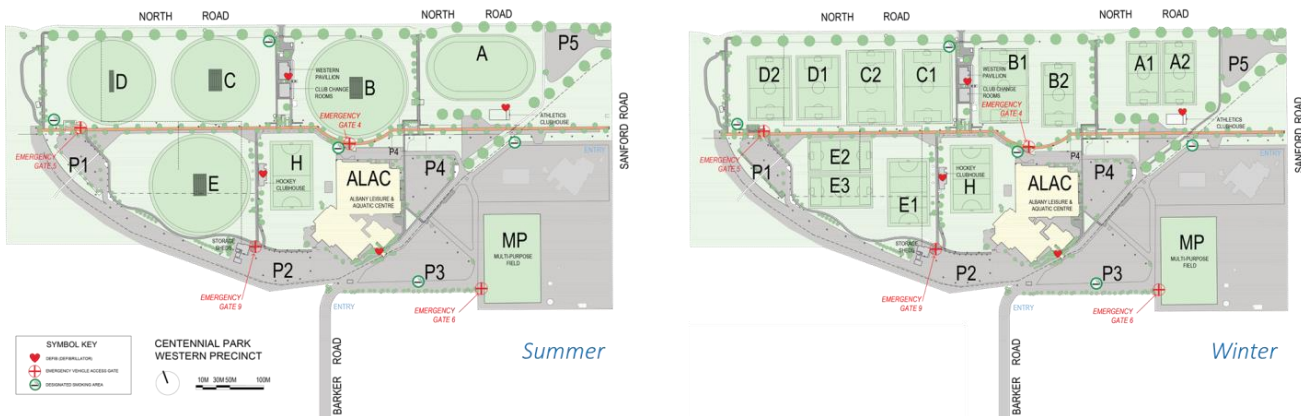 NORTH ROAD
NORTH ROAD
A
P5
D
C
WESTERN
PAVILLION
CLUB CHANGE
ROOMS
B
EMERGENCY
GATE 4
ATHLETICS
CLUBHOUSE
SANFORD ROAD
EMERGENCY
GATE 5
P1
P4
ENTRY
E
H
HOCKEY
CLUBHOUSE
P4
ALAC
ALBANY LEISURE &
AQUATIC CENTRE
STORAGE
SHEDS
MP
MULTI-PURPOSE
FIELD
P2
P3
EMERGENCY
GATE 9
ENTRY
EMERGENCY
GATE 6
BARKER ROAD
SYMBOL KEY
DEFIB (DEFIBRILLATOR)
EMERGENCY VEHICLE ACCESS GATE
DESIGNATED SMOKING AREA
CENTENNIAL PARK
WESTERN PRECINCT
10M 30M 50M 100M
Summer
NORTH ROAD
NORTH ROAD
D2
D1
C2
C1
WESTERN
PAVILLION
CLUB CHANGE
ROOMS
B1
B2
A1
A2
P5
EMERGENCY
GATE 4
ATHLETICS
CLUBHOUSE
SANFORD ROAD
EMERGENCY
GATE 5
P1
P4
ENTRY
E2
E3
E1
H
HOCKEY
CLUBHOUSE
P4
ALAC
ALBANY LEISURE &
AQUATIC CENTRE
STORAGE
SHEDS
MP
MULTI-PURPOSE
FIELD
P2
P3
EMERGENCY
GATE 9
ENTRY
EMERGENCY
GATE 6
BARKER ROAD
Winter